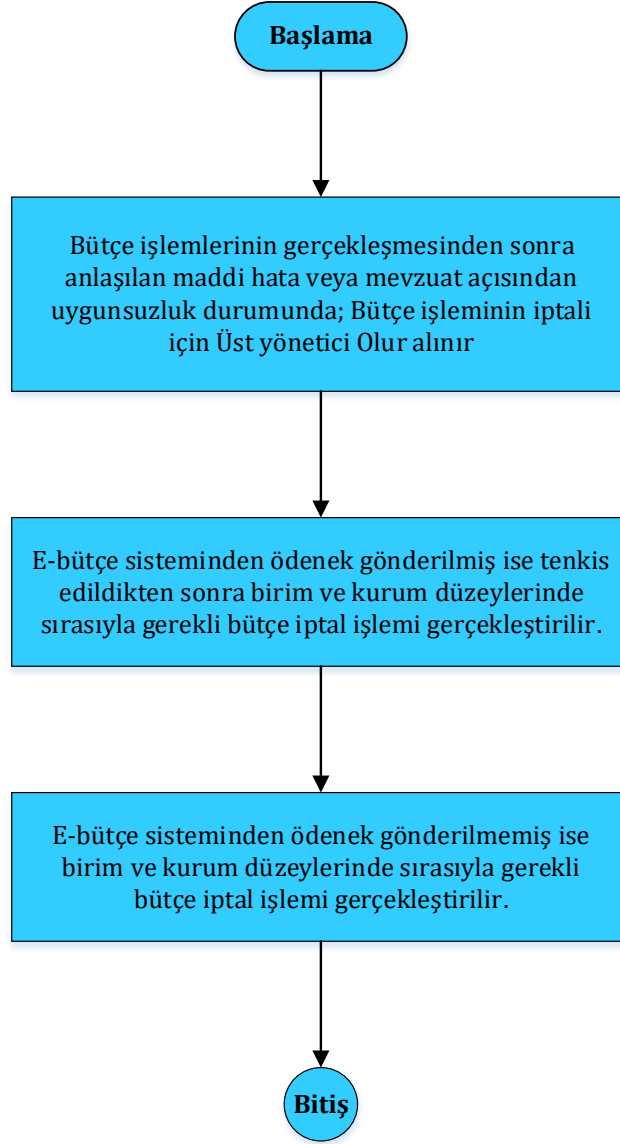 Başlama
Bütçe işlemlerinin gerçekleşmesinden sonra
anlaşılan maddi hata veya mevzuat açısından
uygunsuzluk durumunda; Bütçe işleminin iptali
için Üst yönetici Olur alınır
E-bütçe sisteminden ödenek gönderilmiş ise tenkis
edildikten sonra birim ve kurum düzeylerinde
sırasıyla gerekli bütçe iptal işlemi gerçekleştirilir.
E-bütçe sisteminden ödenek gönderilmemiş ise
birim ve kurum düzeylerinde sırasıyla gerekli
bütçe iptal işlemi gerçekleştirilir.
Bitiş